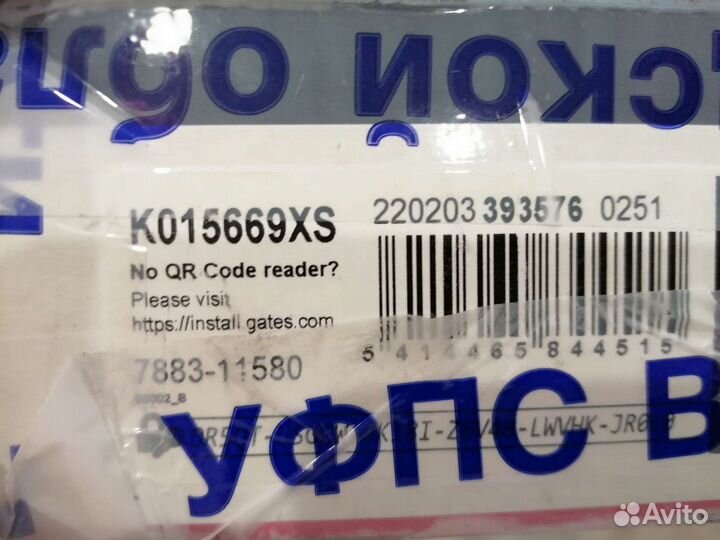 ской обл
K015669XS
220203 393576 0251
No QR Code reader?
Please visit
https://install.gates.com
5 414465 844515
7883-11580
УФПС В
Avito